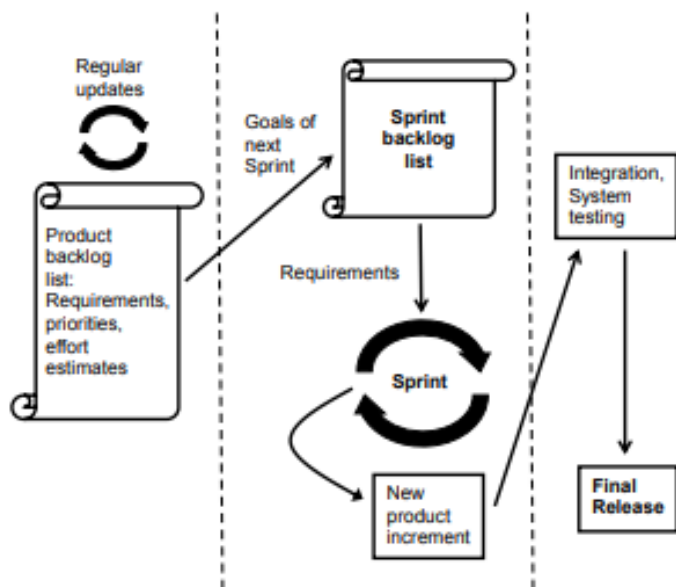 Regular
updates
Product
backlog
list:
Requirements,
priorities,
effort
estimates
Goals of
next
Sprint
Sprint
backlog
list
Requirements
Sprint
New
product
increment
Integration,
System
testing
Final
Release